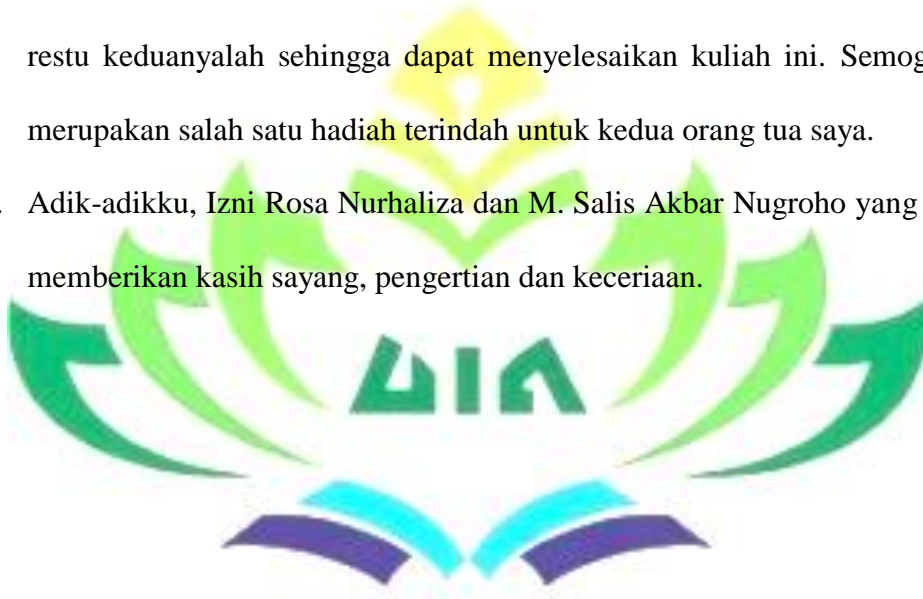 restu keduanyalah sehingga dapat menyelesaikan kuliah ini. Semog
merupakan salah satu hadiah terindah untuk kedua orang tua saya.
. Adik-adikku, Izni Rosa Nurhaliza dan M. Salis Akbar Nugroho yang
memberikan kasih sayang, pengertian dan keceriaan.
UIN